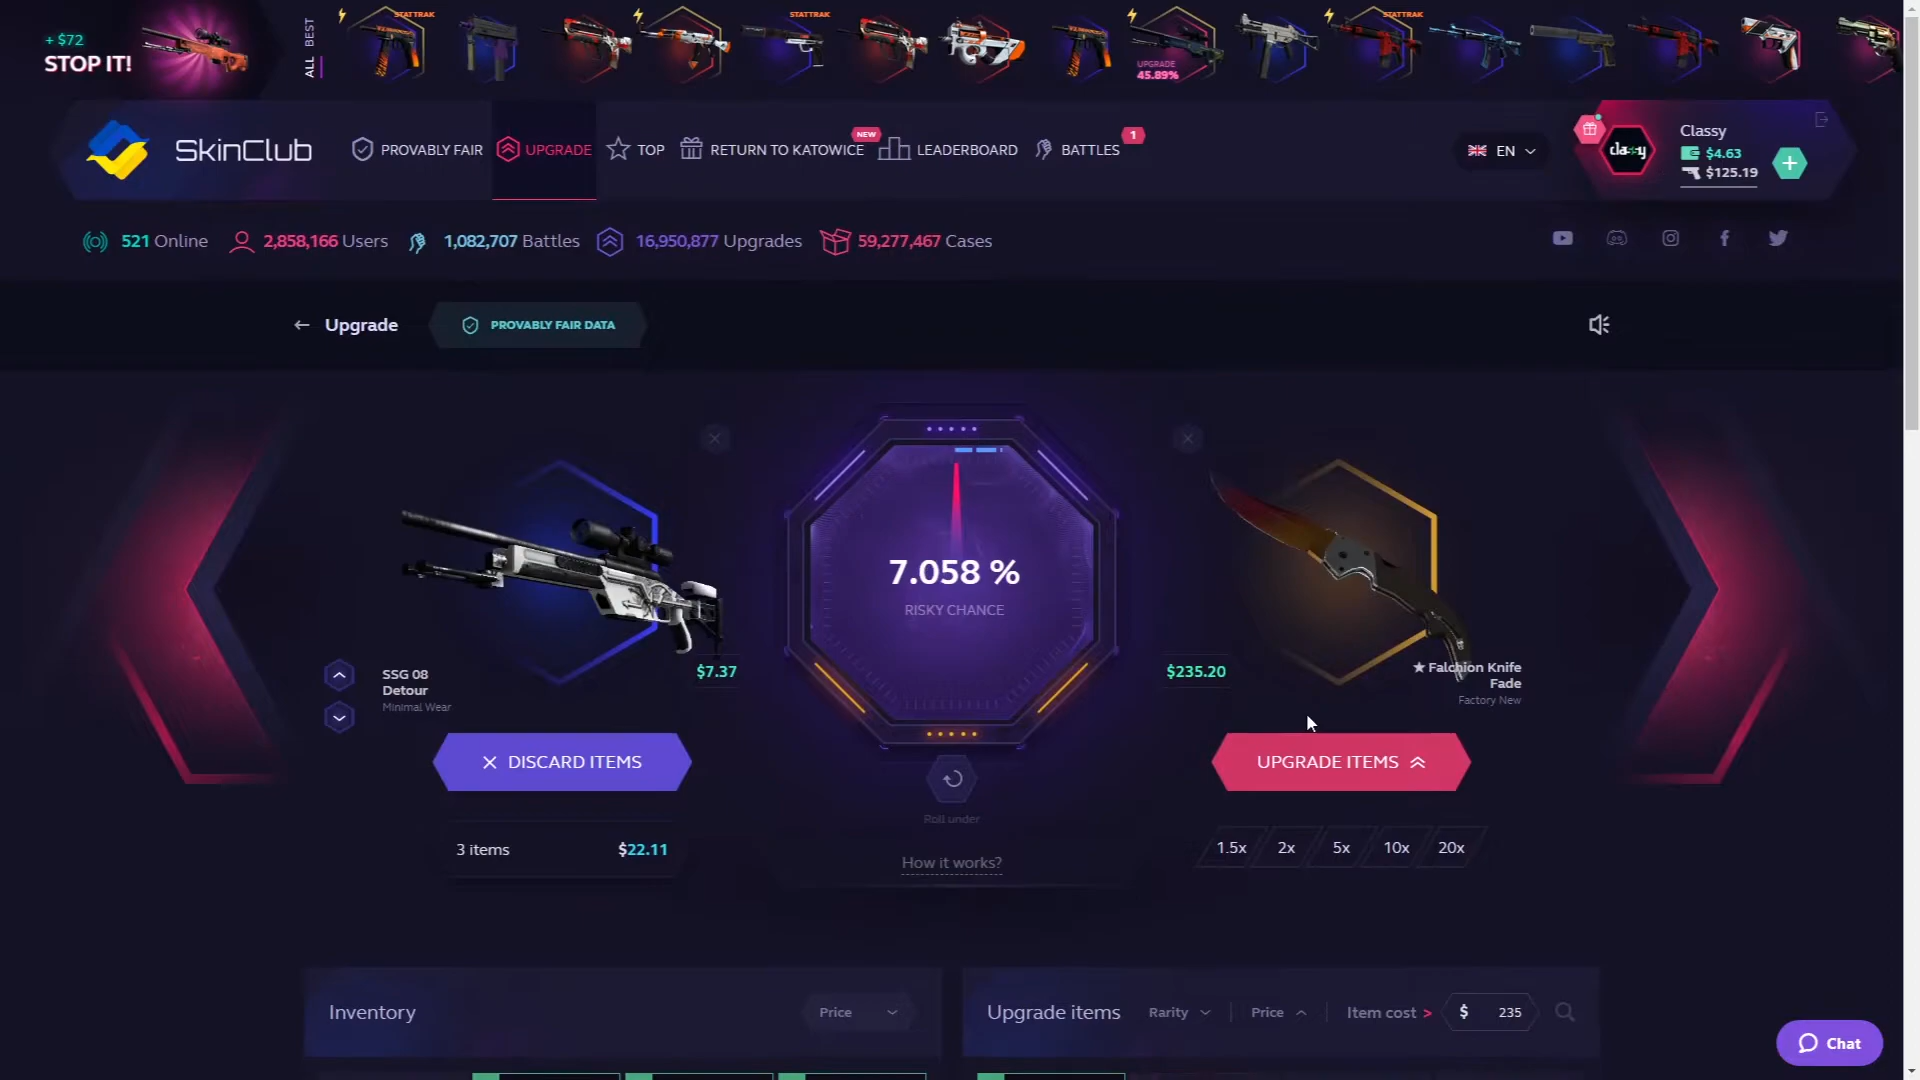 + $72
STOP IT!
ALL BEST
STATTRAK
STATTRAK
UPGRADE
45.89%
STATTRAK
SKINCLUB
PROVABLY FAIR
UPGRADE
TOP
RETURN TO KATOWICE
NEW
LEADERBOARD
BATTLES
1
EN
clas+y
Classy
$4.63
$125.19
521 Online
2,858,166 Users
1,082,707 Battles
16,950,877 Upgrades
59,277,467 Cases
Upgrade
PROVABLY FAIR DATA
7.058 %
RISKY CHANCE
SSG 08
Detour
Minimal Wear
$7.37
$235.20
★ Falchion Knife
Fade
Factory New
DISCARD ITEMS
UPGRADE ITEMS
Roll under
3 items $22.11
How it works?
1.5x 2x 5x 10x 20x
Inventory
Price
Upgrade items
Rarity
Price
Item cost >
$ 235
Chat